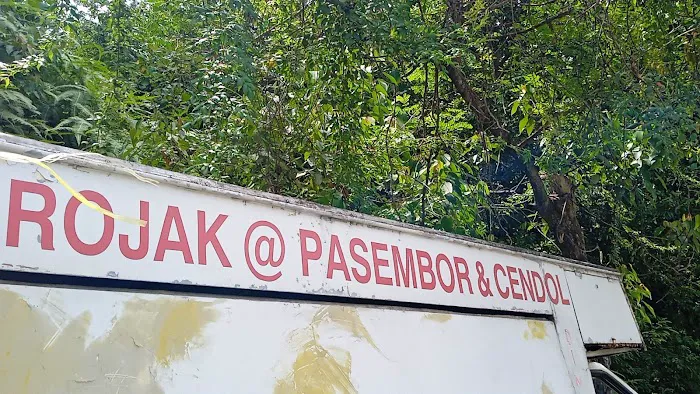 ROJAK @ PASEMBOR & CENDOL